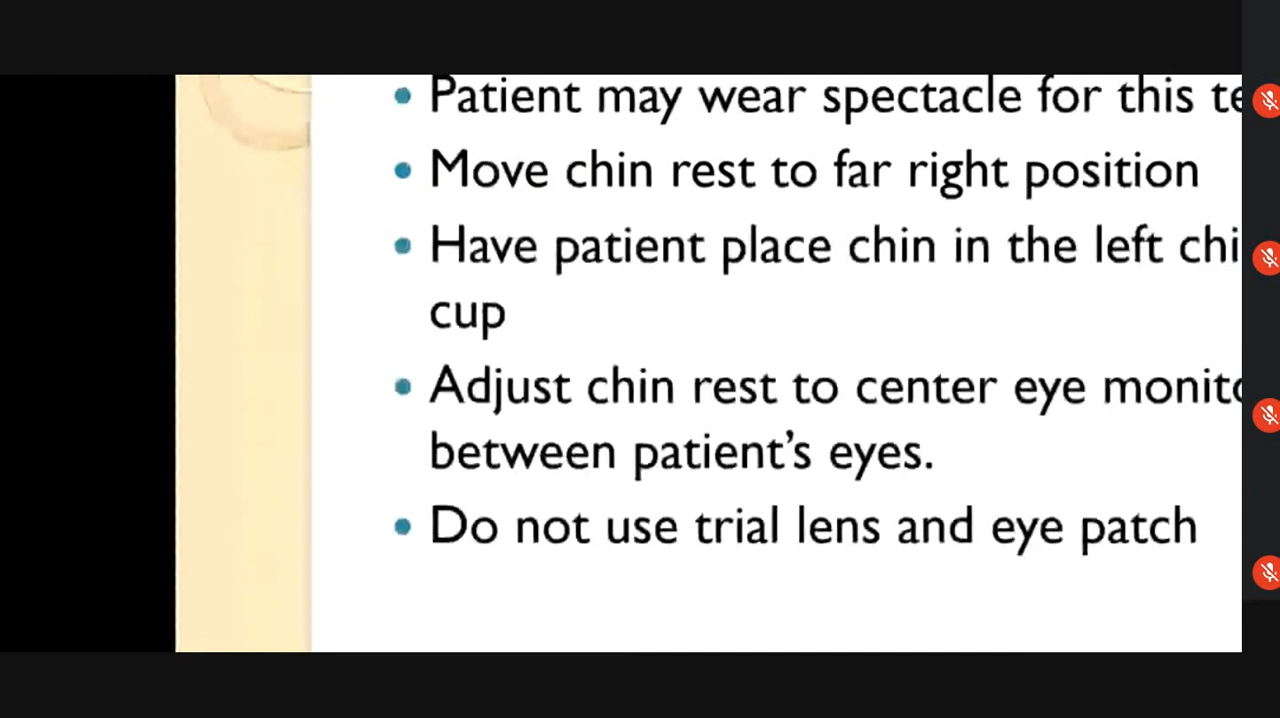 • Patient may wear spectacle for this te
• Move chin rest to far right position
• Have patient place chin in the left chi
cup
• Adjust chin rest to center eye monito
between patient's eyes.
• Do not use trial lens and eye patch